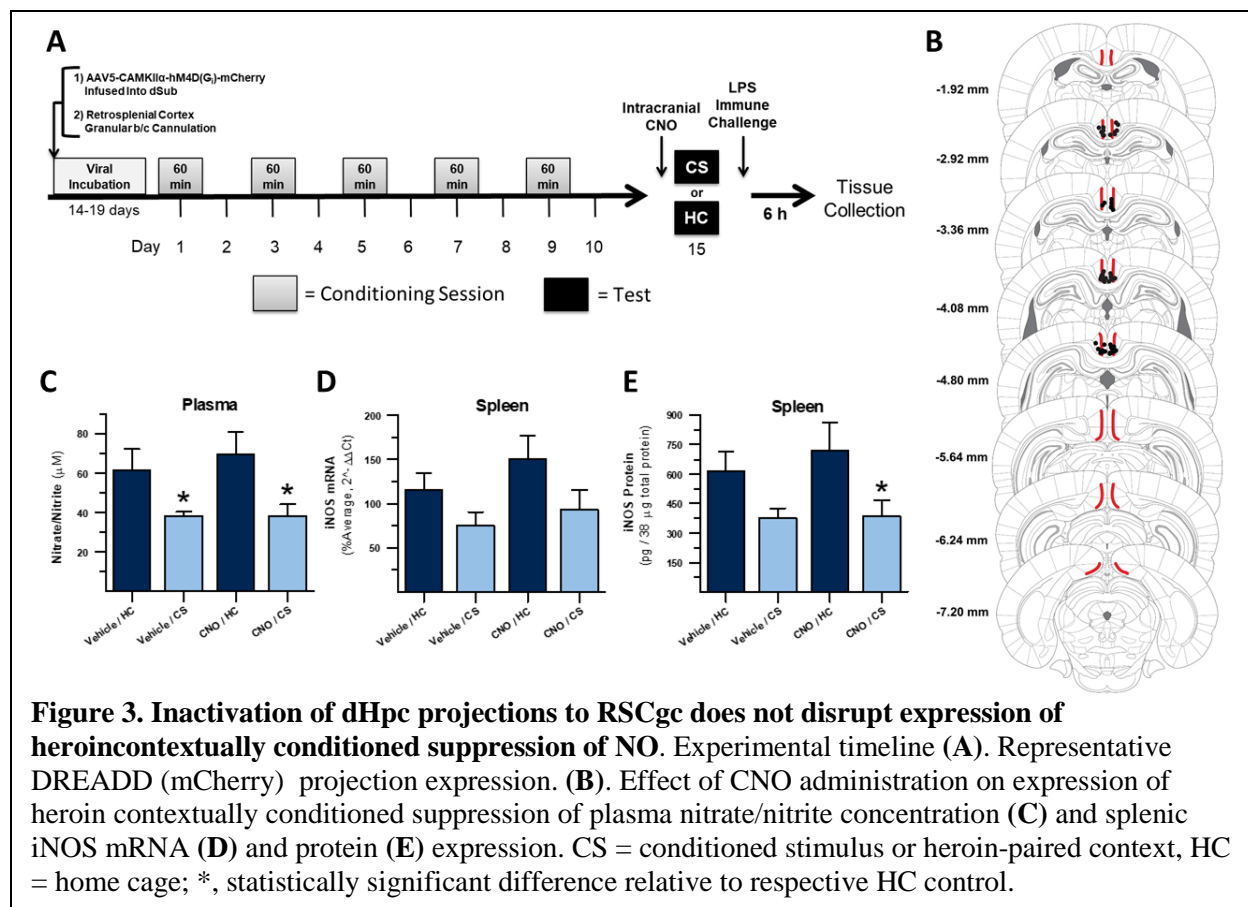 A
1) AAV5-CAMKIIα-hM4D(Gi)-mCherry
Infused Into dSub
2) Retrosplenial Cortex
Granular b/c Cannulation
Viral
Incubation
14-19 days
60
min
60
min
60
min
60
min
60
min
Day 1 2 3 4 5 6 7 8 9 10
Intracranial
CNO
LPS
Immune
Challenge
CS
or
HC
15
6 h
Tissue
Collection
= Conditioning Session
= Test
B
-1.92 mm
-2.92 mm
-3.36 mm
-4.08 mm
-4.80 mm
-5.64 mm
-6.24 mm
-7.20 mm
C
Plasma
Nitrate/Nitrite (μM)
80
60
40
20
Vehicle / HC
Vehicle / CS
CNO / HC
CNO / CS
*
*
D
Spleen
iNOS mRNA
(%Average, 2^- ΔΔCt)
200
150
100
50
Vehicle / HC
Vehicle / CS
CNO / HC
CNO / CS
E
Spleen
iNOS Protein
(pg / 38 μg total protein)
900
750
600
450
300
150
Vehicle / HC
Vehicle / CS
CNO / HC
CNO / CS
*
Figure 3. Inactivation of dHpc projections to RSCgc does not disrupt expression of
heroincontextually conditioned suppression of NO. Experimental timeline (A). Representative
DREADD (mCherry) projection expression. (B). Effect of CNO administration on expression of
heroin contextually conditioned suppression of plasma nitrate/nitrite concentration (C) and splenic
iNOS mRNA (D) and protein (E) expression. CS = conditioned stimulus or heroin-paired context, HC
= home cage; *, statistically significant difference relative to respective HC control.